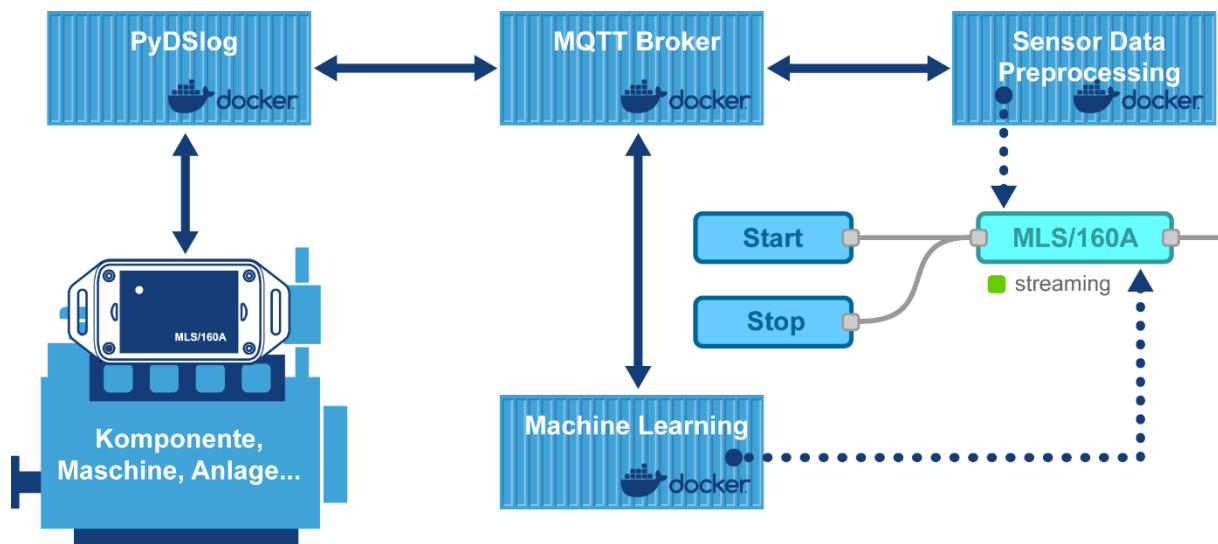 PyDSlog
docker
MQTT Broker
docker
Sensor Data
Preprocessing
docker
Start
MLS/160A
streaming
Stop
MLS/160A
Komponente,
Maschine, Anlage...
Machine Learning
docker